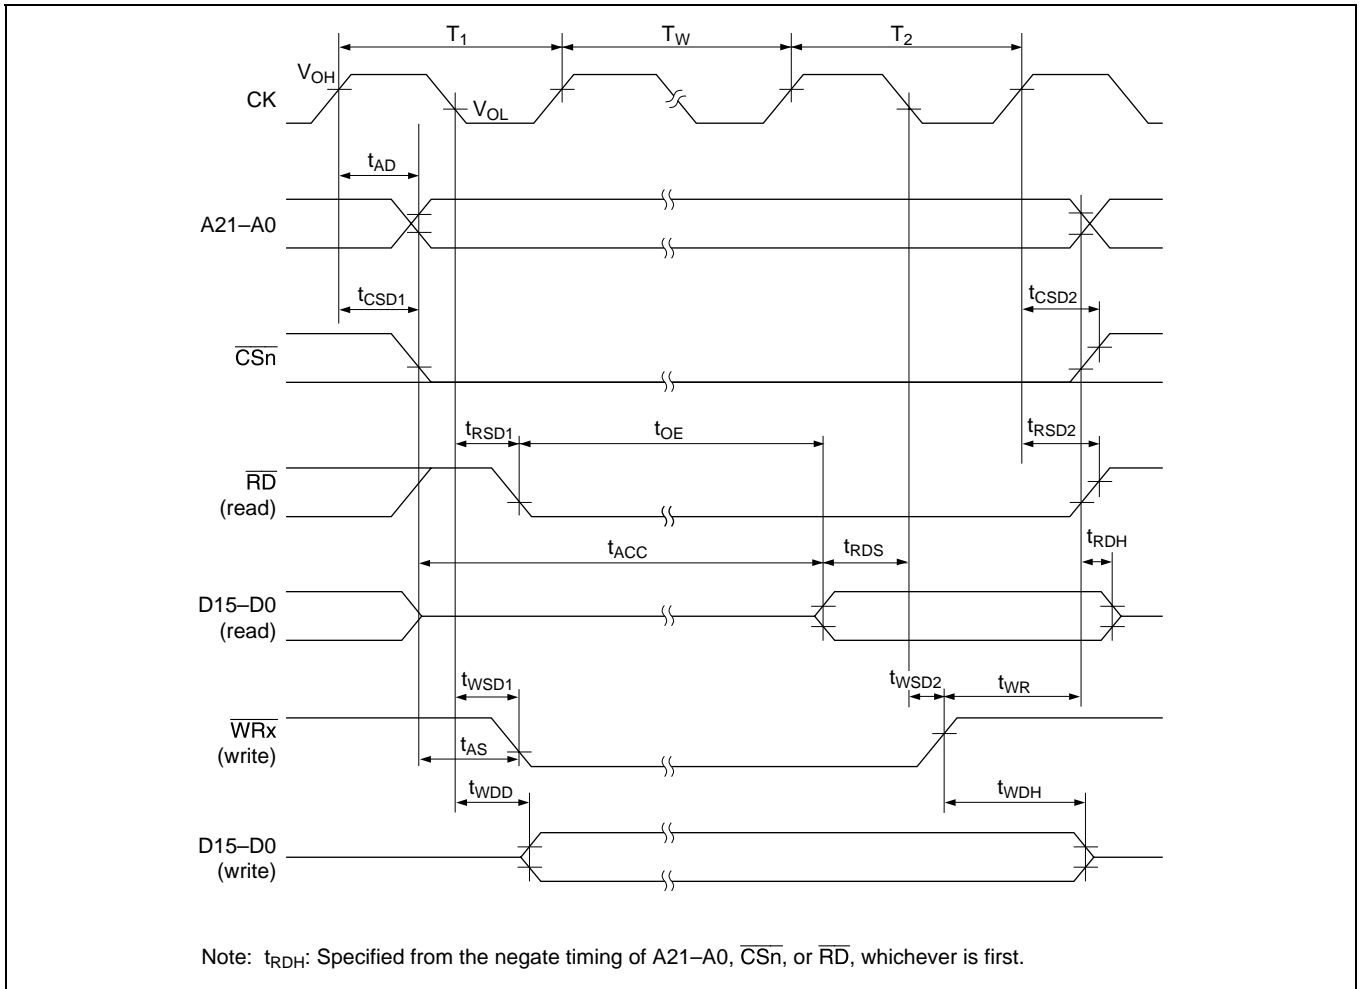 T1 TW T2
VOH
CK
VOL
tAD
A21–A0
tCSD1 tCSD2
CSn
tRSD1 tOE tRSD2
RD
(read)
tACC tRDS tRDH
D15–D0
(read)
tWSD1 tWSD2 tWR
WRx
(write)
tAS
tWDD tWDH
D15–D0
(write)
Note: tRDH: Specified from the negate timing of A21–A0, CSn, or RD, whichever is first.